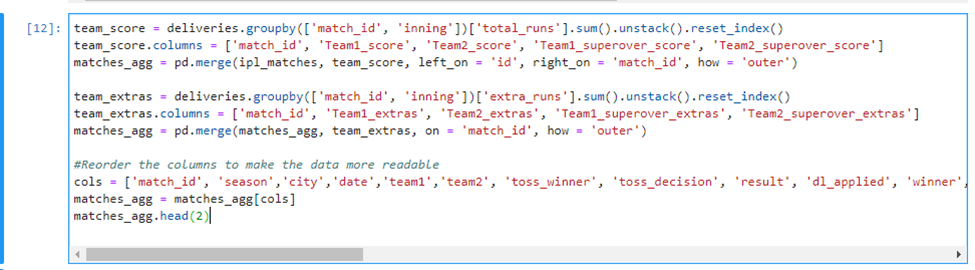 [12]: team_score = deliveries.groupby(['match_id', 'inning'])['total_runs'].sum().unstack().reset_index()
team_score.columns = ['match_id', 'Team1_score', 'Team2_score', 'Team1_superover_score', 'Team2_superover_score']
matches_agg = pd.merge(ipl_matches, team_score, left_on = 'id', right_on = 'match_id', how = 'outer')
team_extras = deliveries.groupby(['match_id', 'inning'])['extra_runs'].sum().unstack().reset_index()
team_extras.columns = ['match_id', 'Team1_extras', 'Team2_extras', 'Team1_superover_extras', 'Team2_superover_extras']
matches_agg = pd.merge(matches_agg, team_extras, on = 'match_id', how = 'outer')
#Reorder the columns to make the data more readable
cols = ['match_id', 'season','city','date','team1','team2', 'toss_winner', 'toss_decision', 'result', 'dl_applied', 'winner',
matches_agg = matches_agg[cols]
matches_agg.head(2)